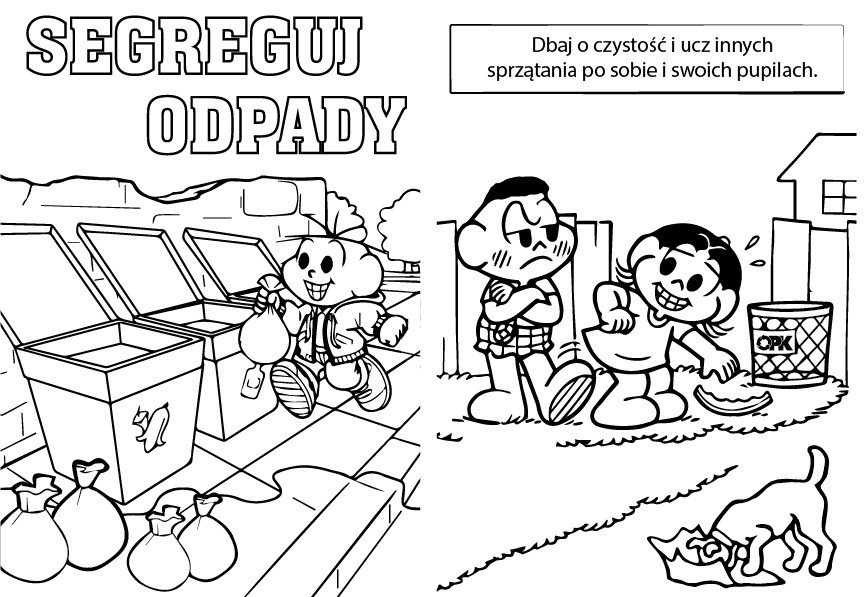 SEGREGUJ
ODPADY
Dbaj o czystość i ucz innych
sprzątania po sobie i swoich pupilach.
OPK